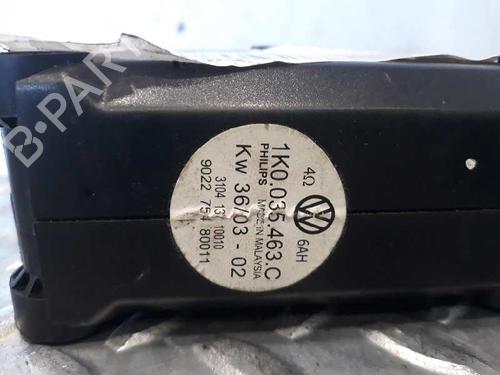 B-PARTS
4Ω
6AH
1K0.035.463.C
PHILIPS MADE IN MALAYSIA
Kw 36/03 - 02
3104 137 10010
9022 754 80011